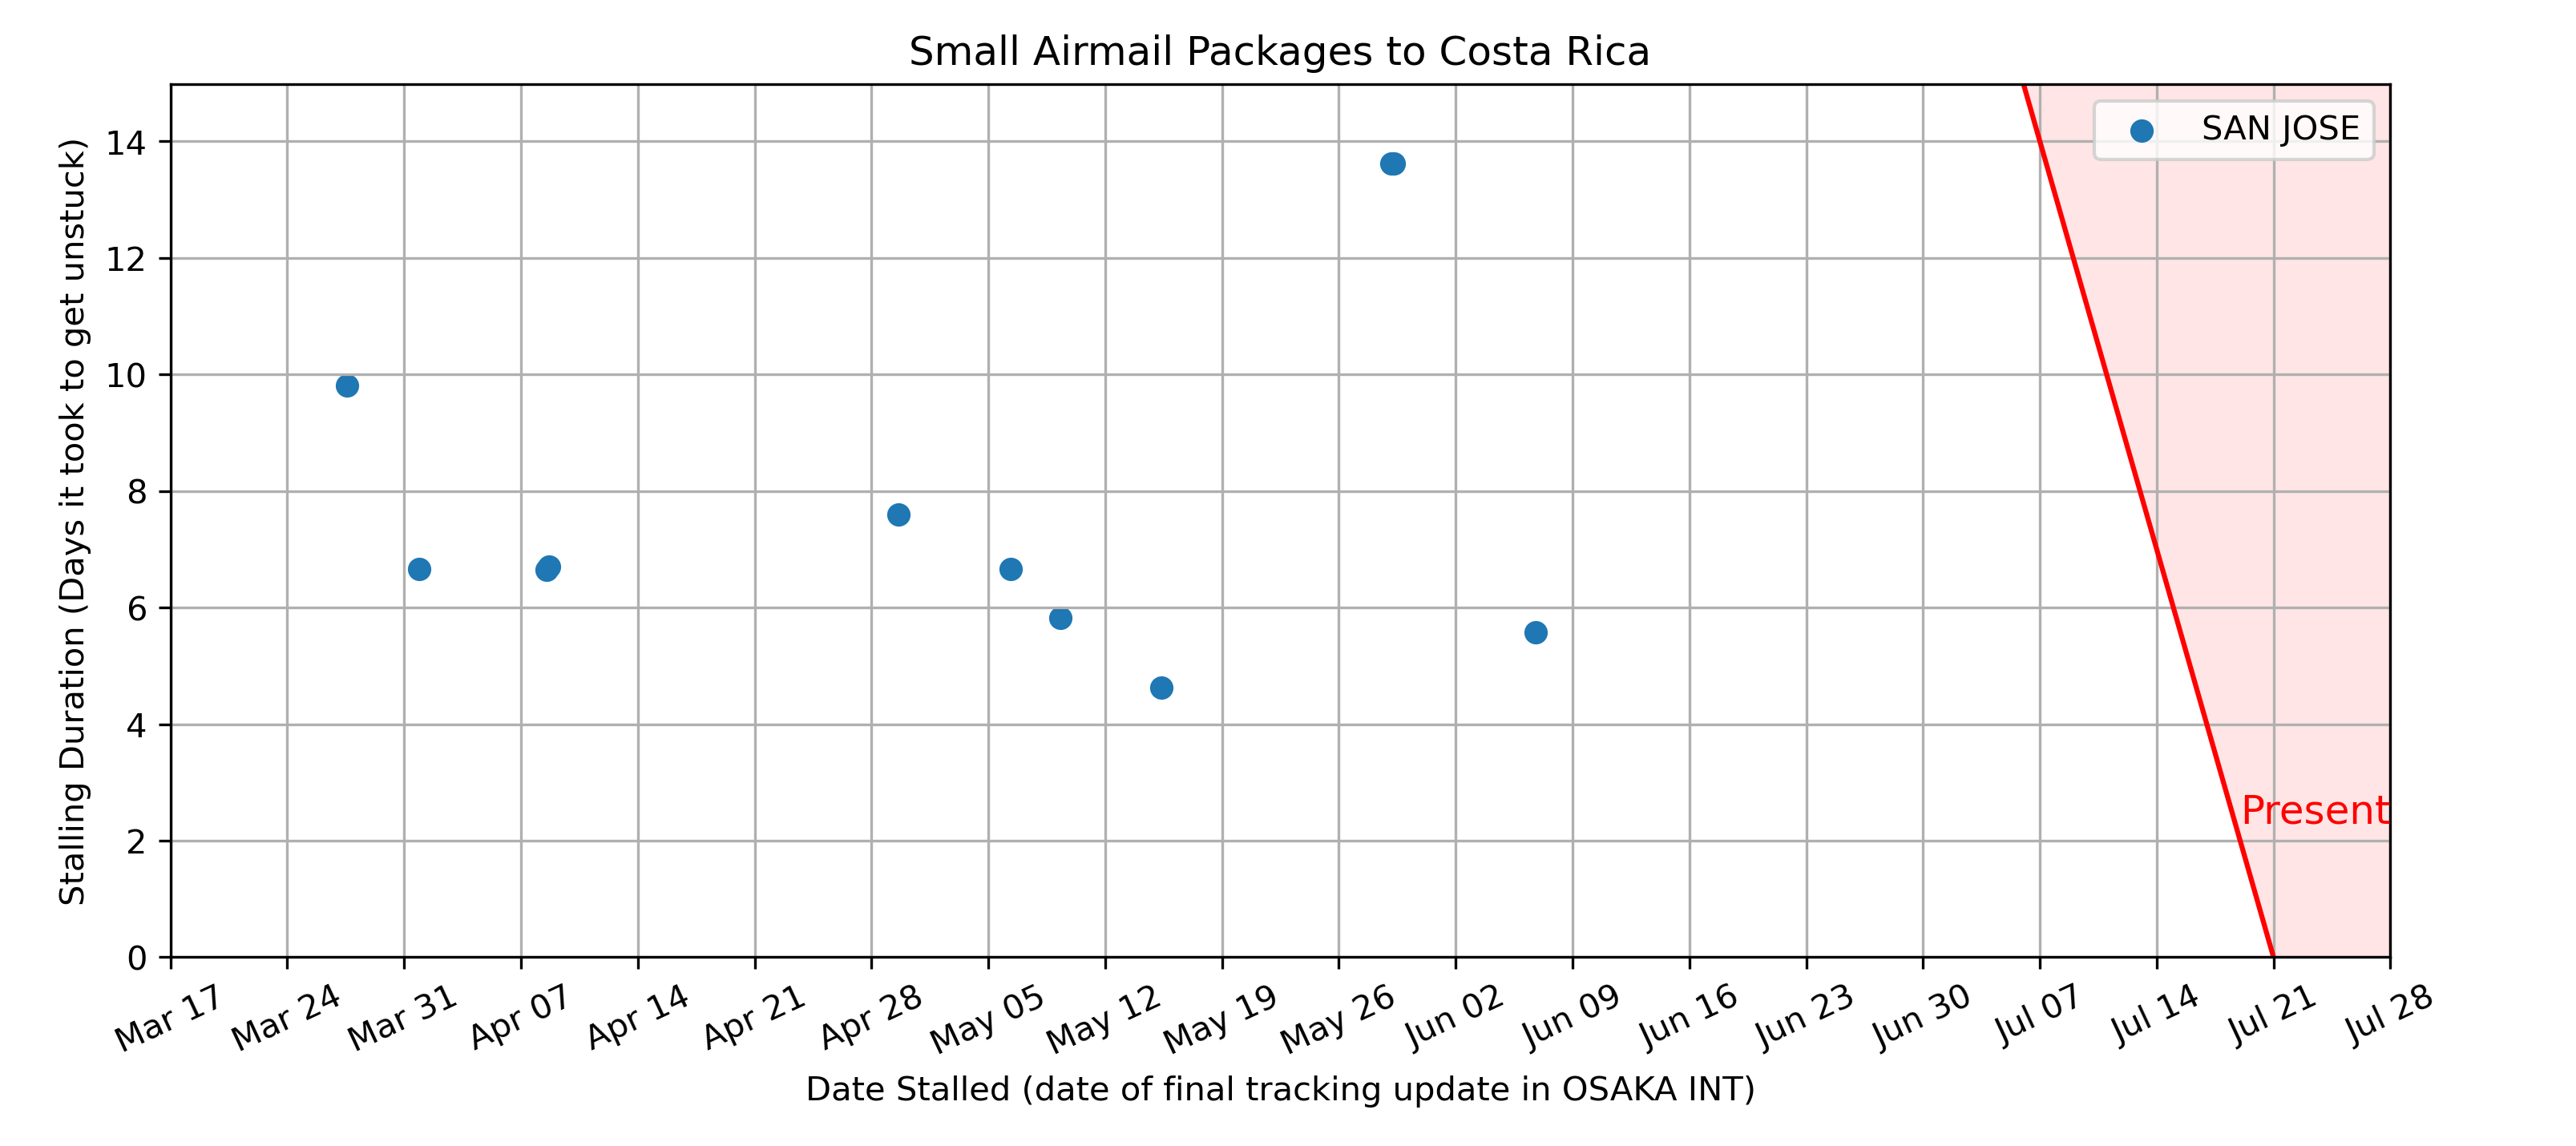 Small Airmail Packages to Costa Rica
SAN JOSE
Stalling Duration (Days it took to get unstuck)
14
12
10
8
6
4
2
0
Present
Mar 17
Mar 24
Mar 31
Apr 07
Apr 14
Apr 21
Apr 28
May 05
May 12
May 19
May 26
Jun 02
Jun 09
Jun 16
Jun 23
Jun 30
Jul 07
Jul 14
Jul 21
Jul 28
Date Stalled (date of final tracking update in OSAKA INT)